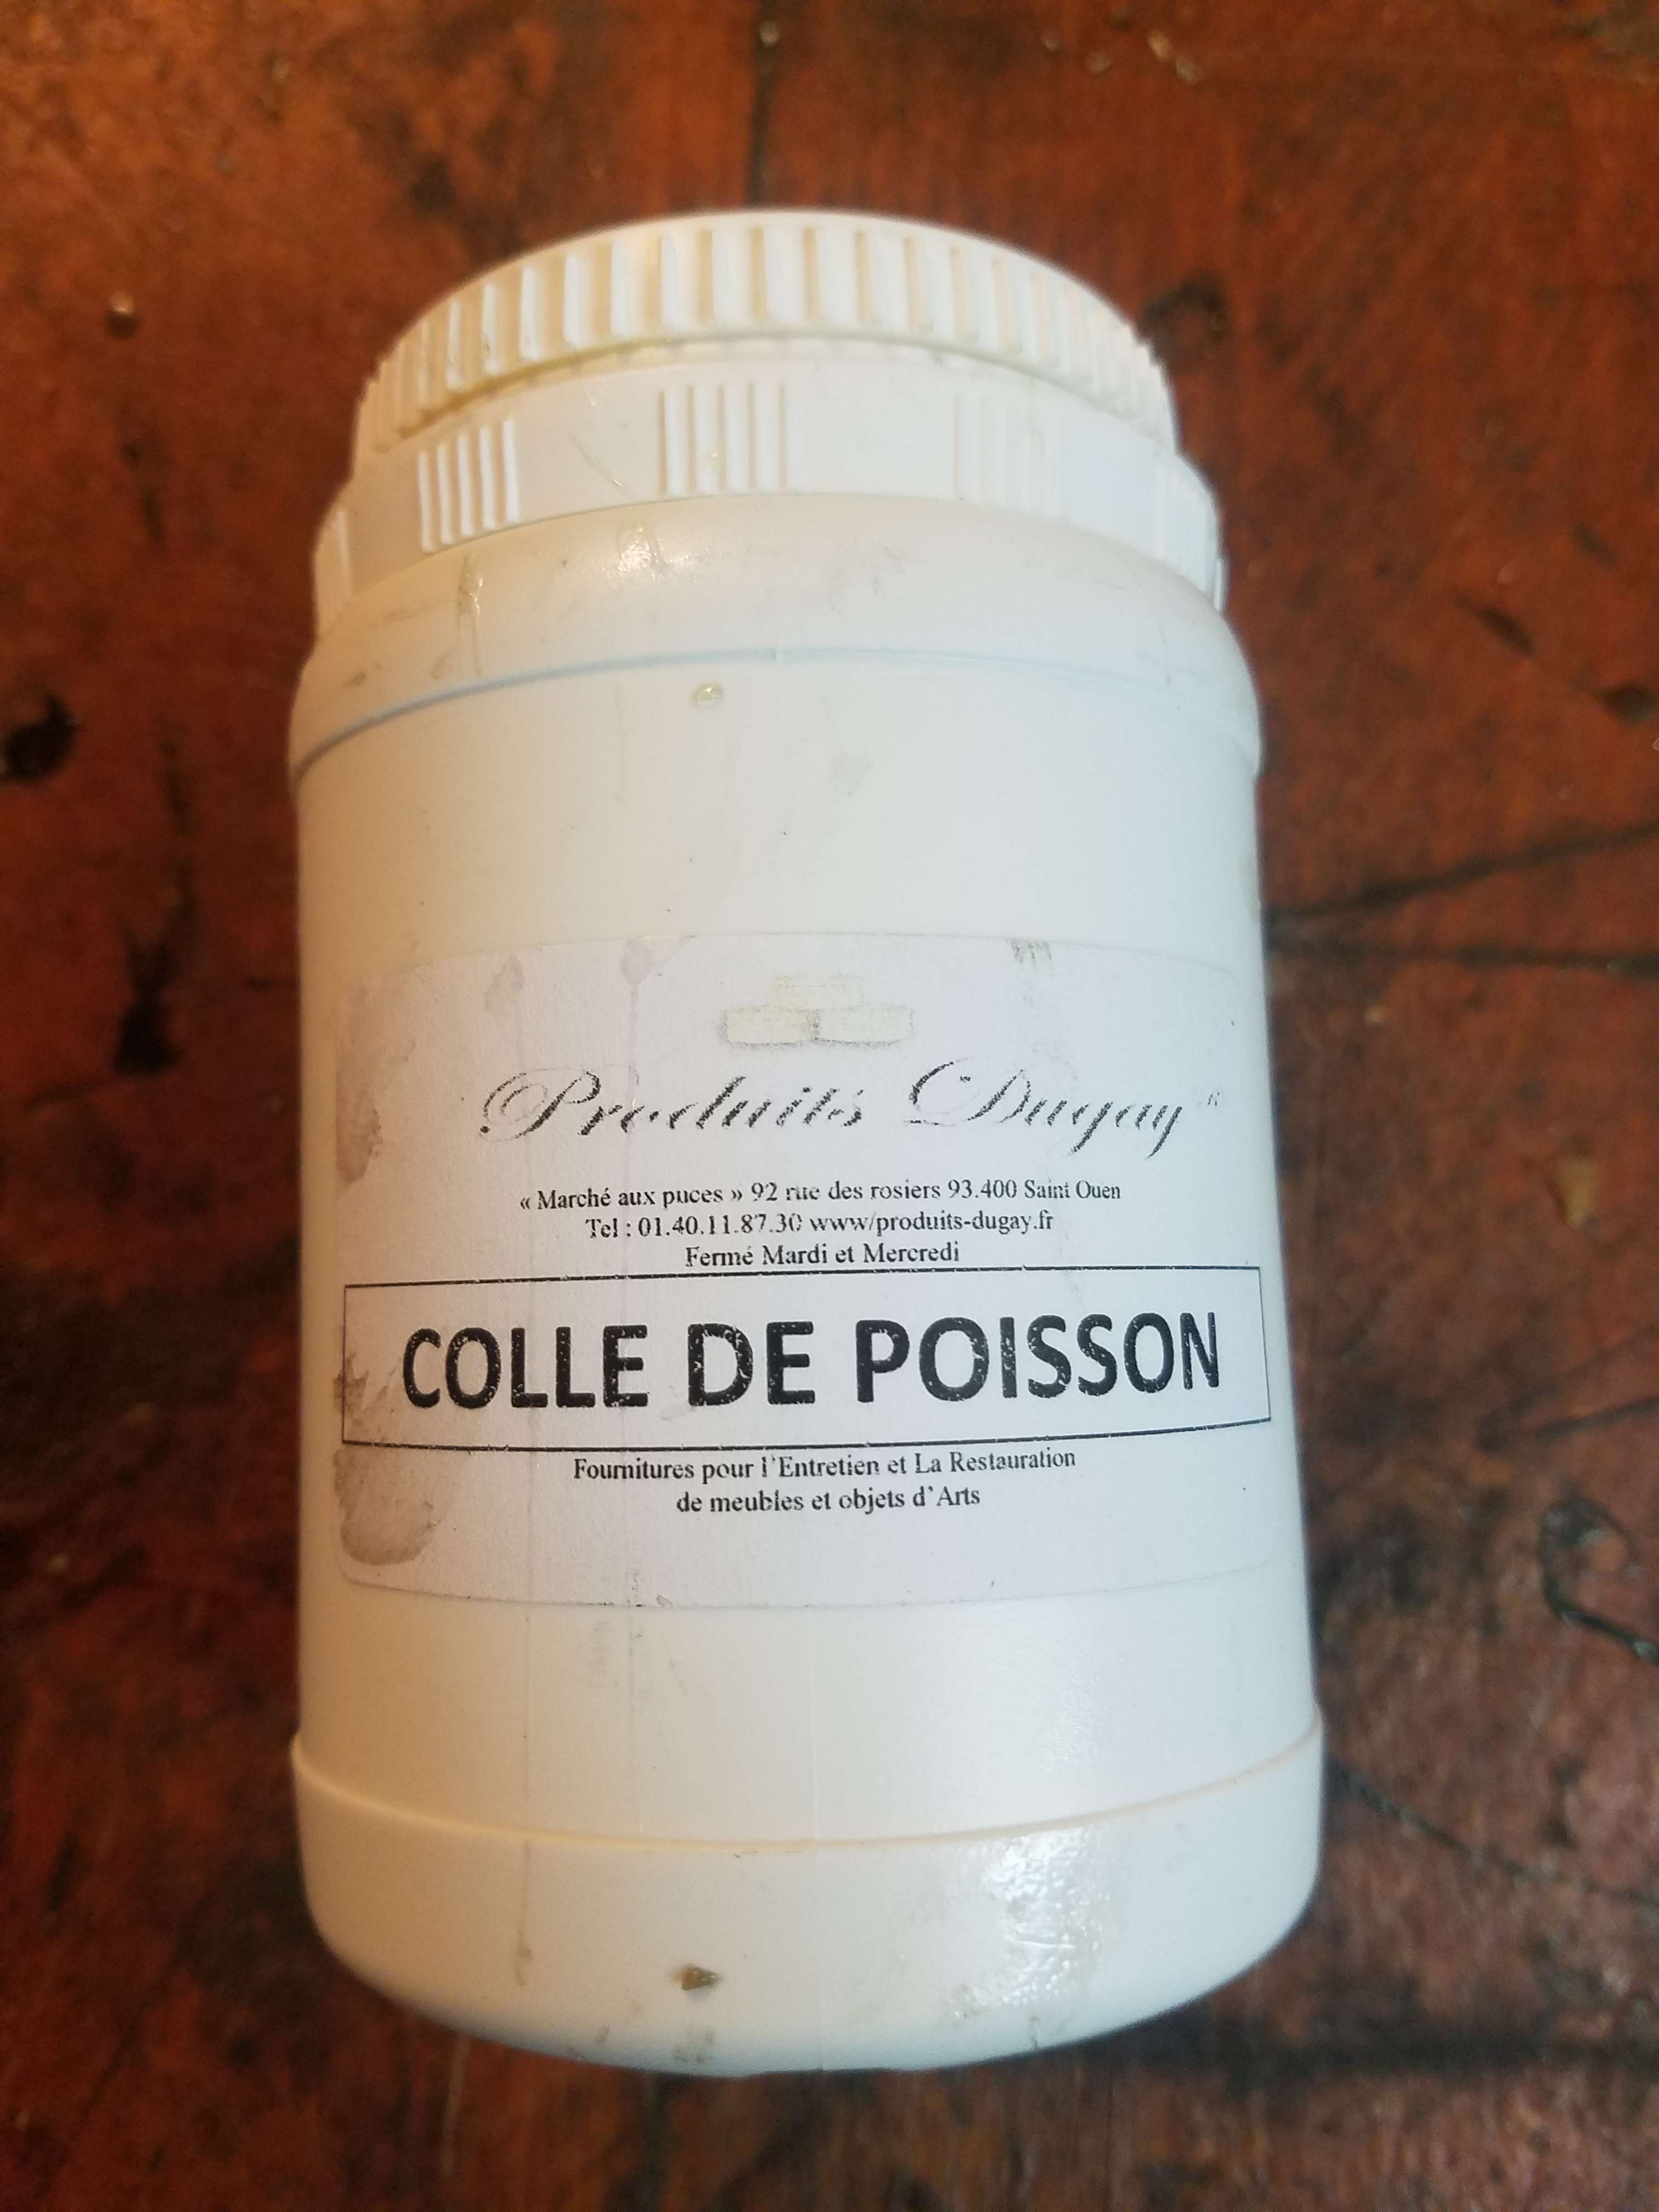 Produits Dugay
« Marché aux puces » 92 rue des rosiers 93.400 Saint Ouen
Tel : 01.40.11.87.30 www/produits-dugay.fr
Fermé Mardi et Mercredi
COLLE DE POISSON
Fournitures pour l'Entretien et La Restauration
de meubles et objets d'Arts